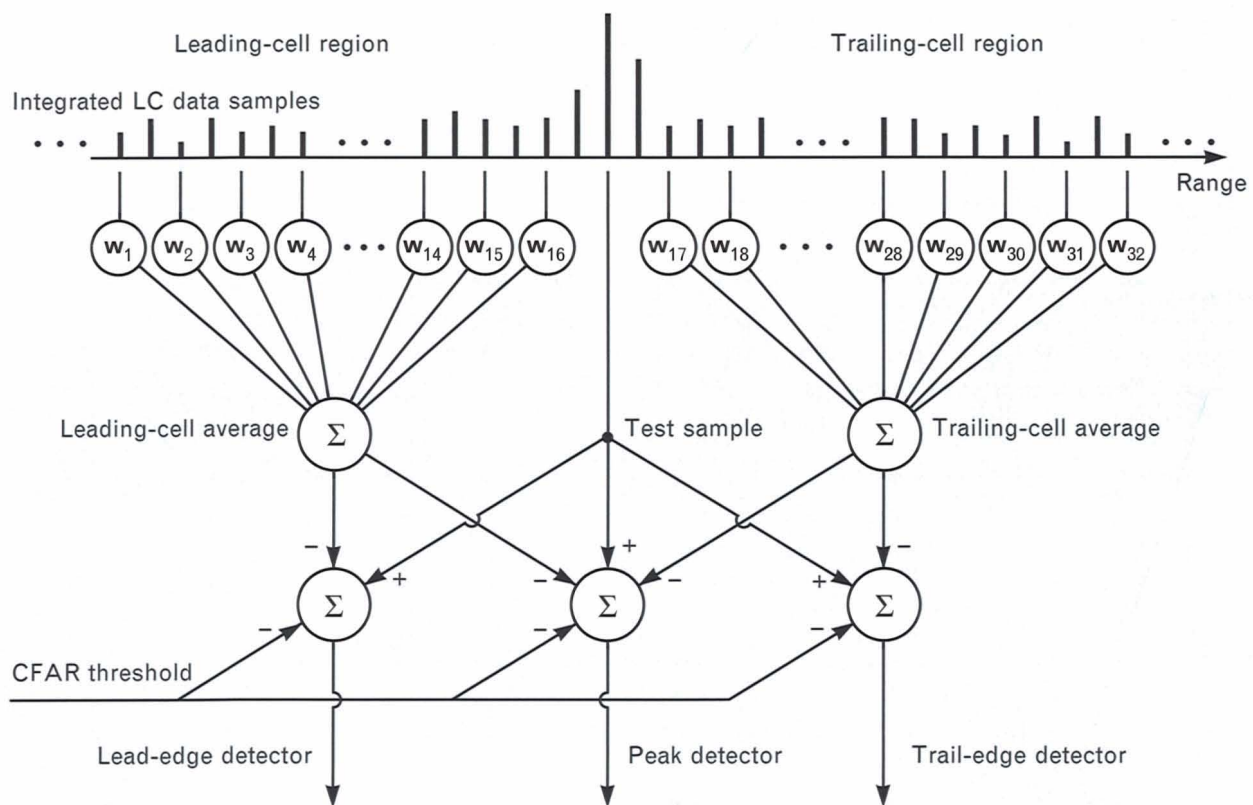 Leading-cell region
Trailing-cell region
Integrated LC data samples
• • •
• • •
• • •
• • •
Range
w1 w2 w3 w4 • • • w14 w15 w16 w17 w18 • • • w28 w29 w30 w31 w32
Leading-cell average Σ Test sample Σ Trailing-cell average
− + − + − + −
Σ Σ Σ
− − −
CFAR threshold
Lead-edge detector
Peak detector
Trail-edge detector